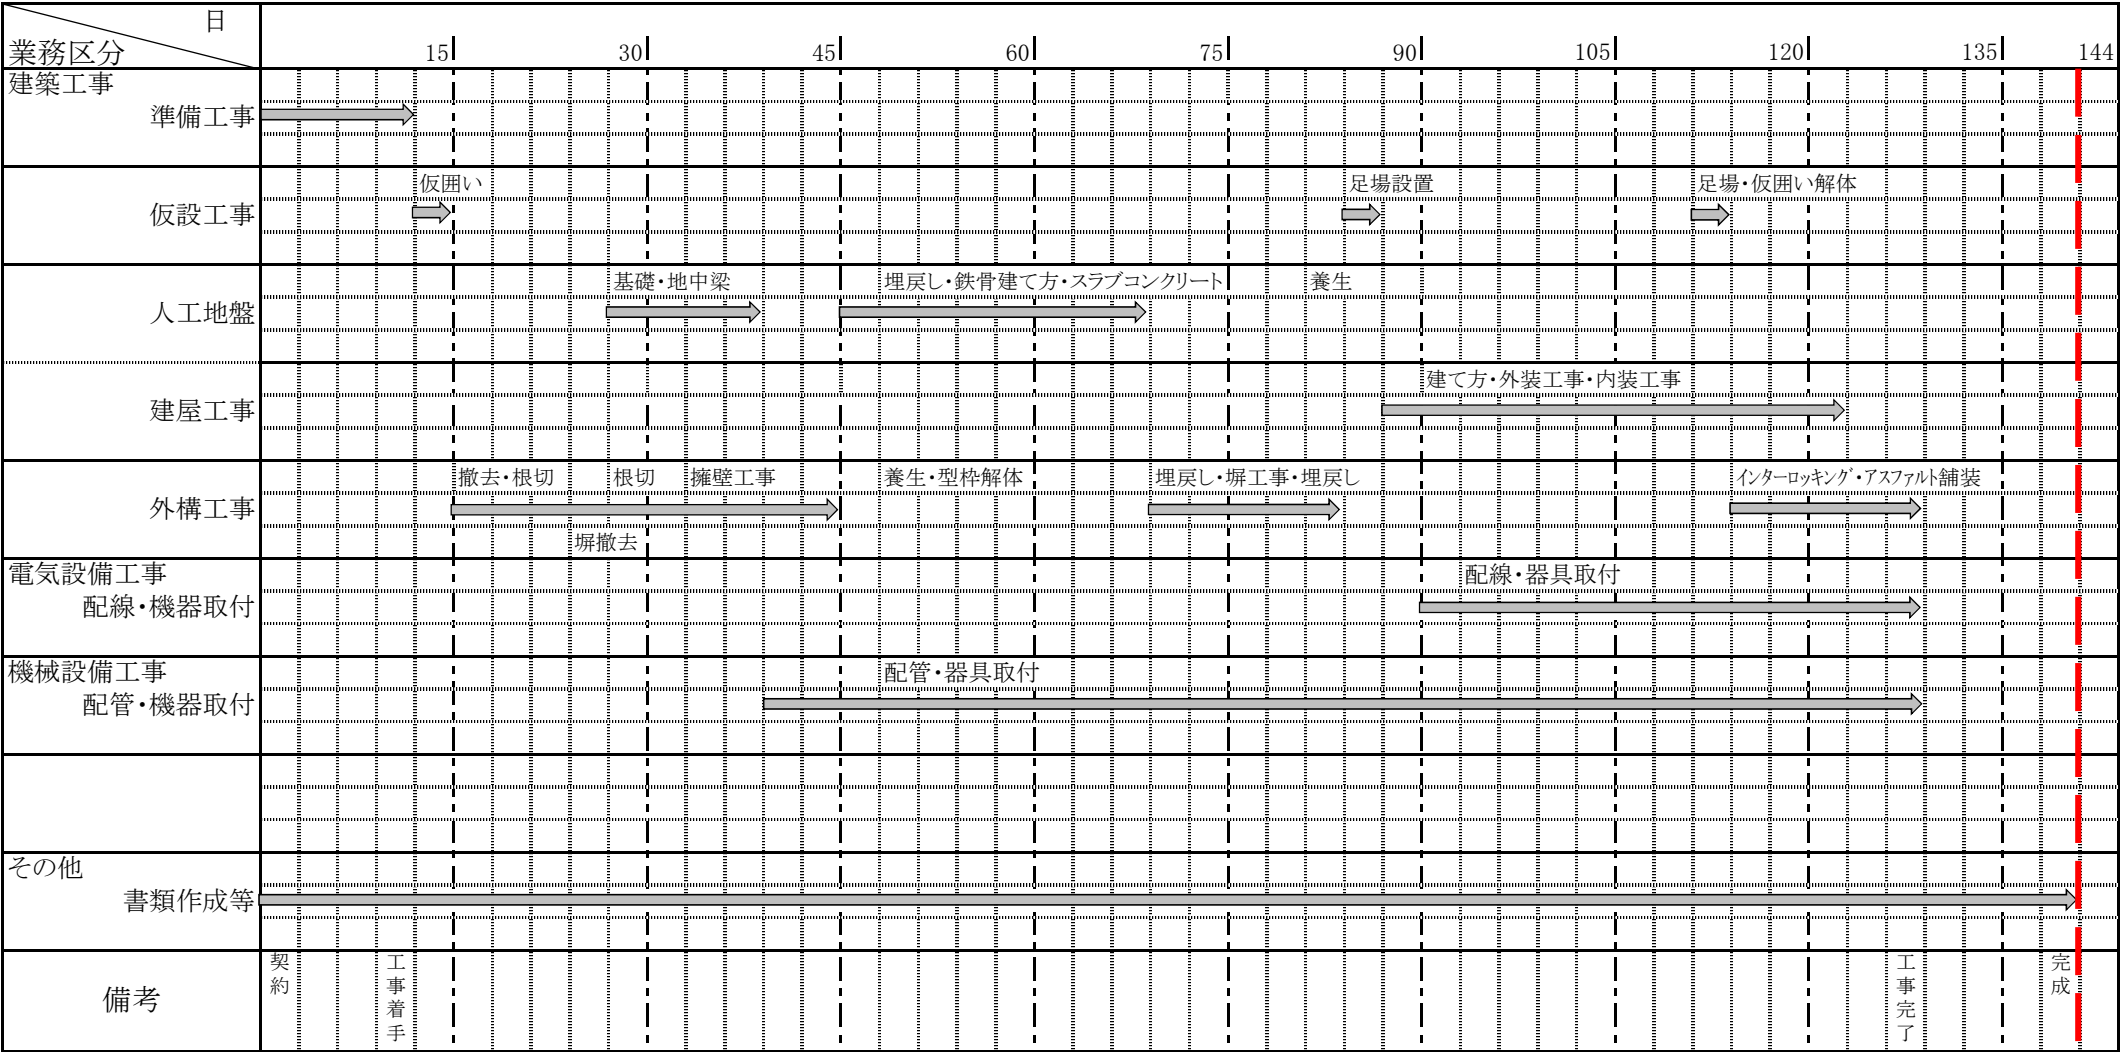 日
業務区分
15 30 45 60 75 90 105 120 135 144
建築工事
準備工事
仮囲い 足場設置 足場・仮囲い解体
仮設工事
基礎・地中梁 埋戻し・鉄骨建て方・スラブコンクリート 養生
人工地盤
建て方・外装工事・内装工事
建屋工事
撤去・根切 根切 擁壁工事 養生・型枠解体 埋戻し・塀工事・埋戻し インターロッキング・アスファルト舗装
外構工事
塀撤去
電気設備工事 配線・器具取付
配線・機器取付
機械設備工事 配管・器具取付
配管・機器取付
その他
書類作成等
備考
契約
工事着手
工事完了
完成